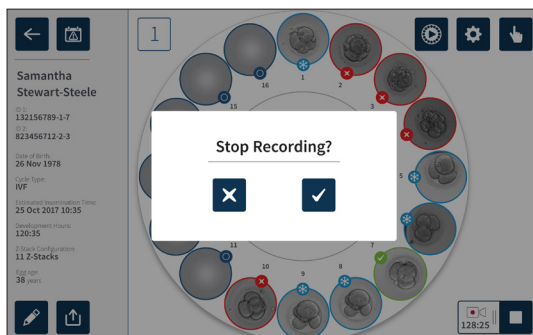 1
Samantha
Stewart-Steele
ID 1:
132156789-1-7
ID 2:
823456712-2-3
Date of Birth:
26 Nov 1978
Cycle Type:
IVF
Estimated Insemination Time:
25 Oct 2017 10:35
Development Hours:
120:35
Z-Stack Configuration:
11 Z-Stacks
Egg age:
38 years
16
1
2
15
3
Stop Recording?
5
11
7
10
9
8
128:25